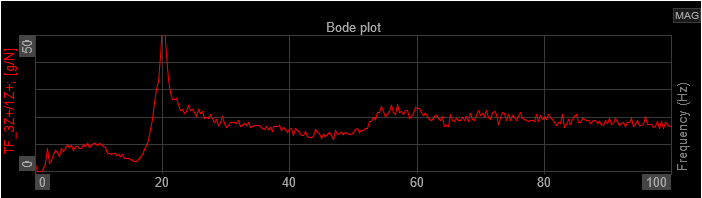 MAG
Bode plot
50
TF_3Z+/1Z+; [g/N]
0
0 20 40 60 80 100
Frequency (Hz)